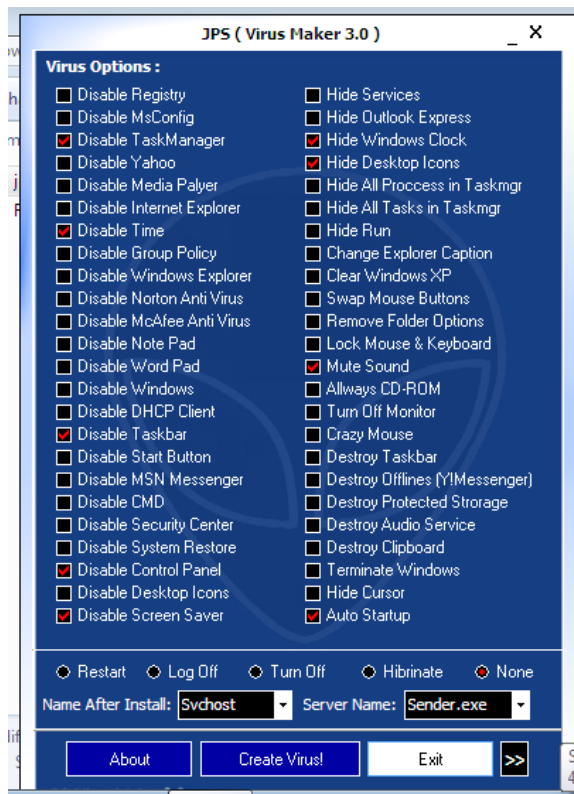 JPS ( Virus Maker 3.0 )
_ X
Virus Options :
Disable Registry
Disable MsConfig
Disable TaskManager
Disable Yahoo
Disable Media Palyer
Disable Internet Explorer
Disable Time
Disable Group Policy
Disable Windows Explorer
Disable Norton Anti Virus
Disable McAfee Anti Virus
Disable Note Pad
Disable Word Pad
Disable Windows
Disable DHCP Client
Disable Taskbar
Disable Start Button
Disable MSN Messenger
Disable CMD
Disable Security Center
Disable System Restore
Disable Control Panel
Disable Desktop Icons
Disable Screen Saver
Hide Services
Hide Outlook Express
Hide Windows Clock
Hide Desktop Icons
Hide All Proccess in Taskmgr
Hide All Tasks in Taskmgr
Hide Run
Change Explorer Caption
Clear Windows XP
Swap Mouse Buttons
Remove Folder Options
Lock Mouse & Keyboard
Mute Sound
Allways CD-ROM
Turn Off Monitor
Crazy Mouse
Destroy Taskbar
Destroy Offlines (Y!Messenger)
Destroy Protected Strorage
Destroy Audio Service
Destroy Clipboard
Terminate Windows
Hide Cursor
Auto Startup
Restart Log Off Turn Off Hibrinate None
Name After Install: Svchost Server Name: Sender.exe
About Create Virus! Exit >>